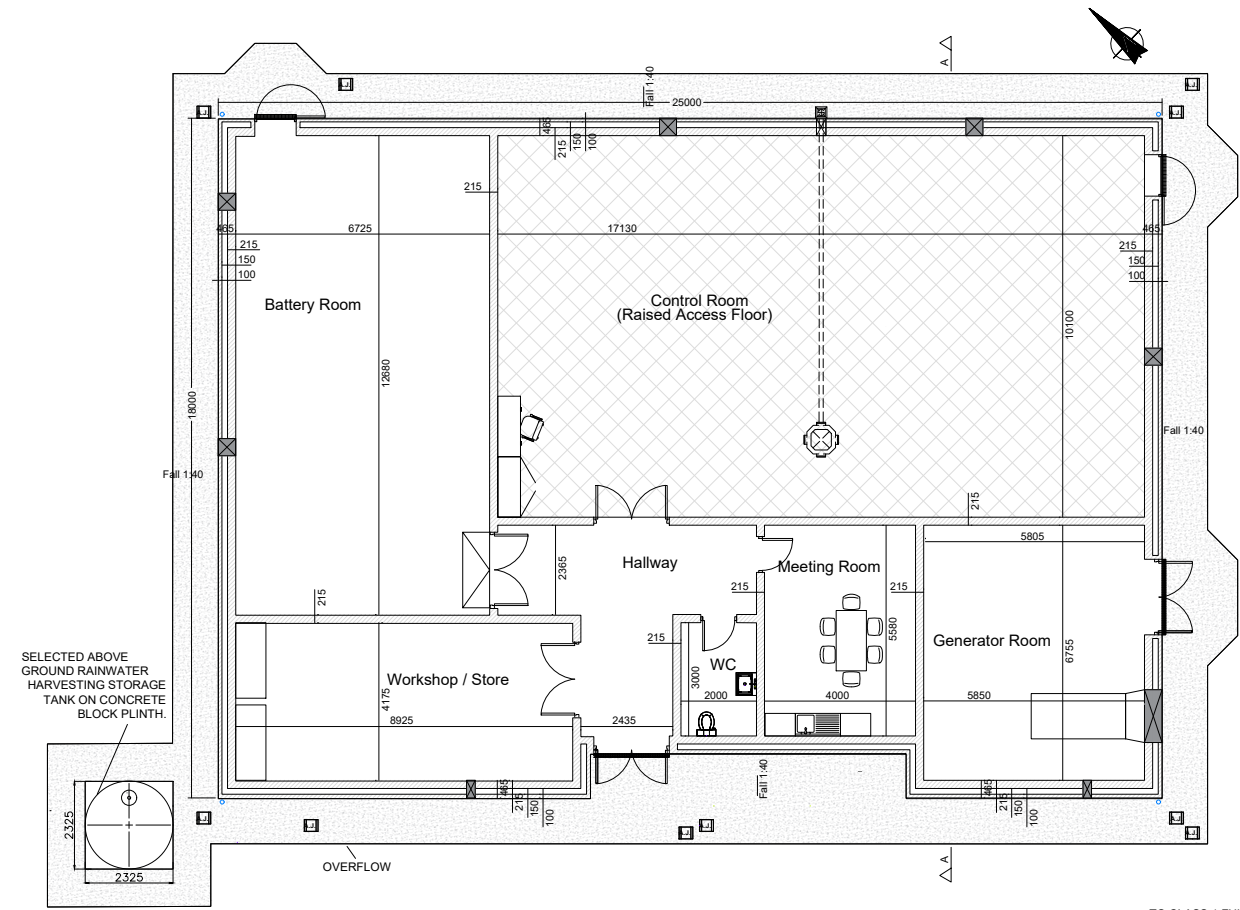 A
Fall 1:40
25000
465
215
150
100
215
465
6725
17130
465
215
150
100
215
150
100
Battery Room
Control Room
(Raised Access Floor)
10100
12680
18000
Fall 1:40
Fall 1:40
215
5805
Hallway
2365
Meeting Room
215
215
215
5580
215
Generator Room
6755
SELECTED ABOVE
GROUND RAINWATER
HARVESTING STORAGE
TANK ON CONCRETE
BLOCK PLINTH.
WC
3000
Workshop / Store
4175
2000
4000
5850
8925
2435
Fall 1:40
465
215
150
100
465
215
150
100
2325
2325
OVERFLOW
A